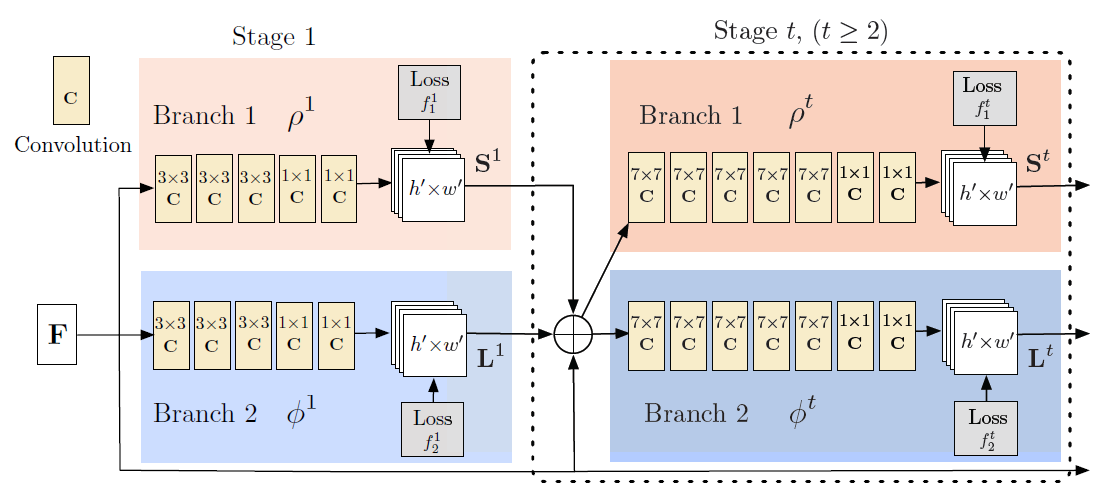 Stage 1
Stage t, (t ≥ 2)
C
Convolution
Branch 1 ρ¹
Loss
f₁¹
3×3 C
3×3 C
3×3 C
1×1 C
1×1 C
h′×w′
S¹
Branch 1 ρᵗ
Loss
f₁ᵗ
7×7 C
7×7 C
7×7 C
7×7 C
7×7 C
1×1 C
1×1 C
h′×w′
Sᵗ
F
3×3 C
3×3 C
3×3 C
1×1 C
1×1 C
h′×w′
L¹
Branch 2 ϕ¹
Loss
f₂¹
7×7 C
7×7 C
7×7 C
7×7 C
7×7 C
1×1 C
1×1 C
h′×w′
Lᵗ
Branch 2 ϕᵗ
Loss
f₂ᵗ